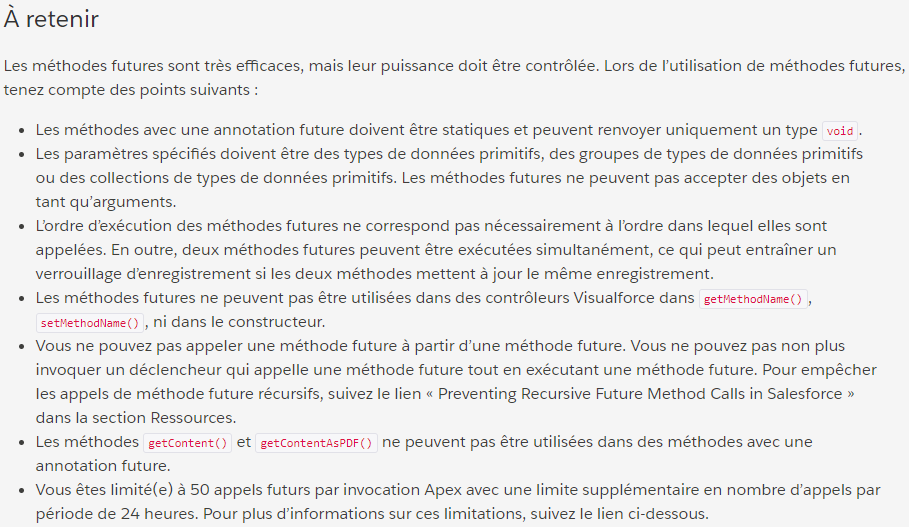 À retenir
Les méthodes futures sont très efficaces, mais leur puissance doit être contrôlée. Lors de l’utilisation de méthodes futures,
tenez compte des points suivants :
• Les méthodes avec une annotation future doivent être statiques et peuvent renvoyer uniquement un type void.
• Les paramètres spécifiés doivent être des types de données primitifs, des groupes de types de données primitifs
ou des collections de types de données primitifs. Les méthodes futures ne peuvent pas accepter des objets en
tant qu’arguments.
• L’ordre d’exécution des méthodes futures ne correspond pas nécessairement à l’ordre dans lequel elles sont
appelées. En outre, deux méthodes futures peuvent être exécutées simultanément, ce qui peut entraîner un
verrouillage d’enregistrement si les deux méthodes mettent à jour le même enregistrement.
• Les méthodes futures ne peuvent pas être utilisées dans des contrôleurs Visualforce dans getMethodName(),
setMethodName(), ni dans le constructeur.
• Vous ne pouvez pas appeler une méthode future à partir d’une méthode future. Vous ne pouvez pas non plus
invoquer un déclencheur qui appelle une méthode future tout en exécutant une méthode future. Pour empêcher
les appels de méthode future récursifs, suivez le lien « Preventing Recursive Future Method Calls in Salesforce »
dans la section Ressources.
• Les méthodes getContent() et getContentAsPDF() ne peuvent pas être utilisées dans des méthodes avec une
annotation future.
• Vous êtes limité(e) à 50 appels futurs par invocation Apex avec une limite supplémentaire en nombre d’appels par
période de 24 heures. Pour plus d’informations sur ces limitations, suivez le lien ci-dessous.